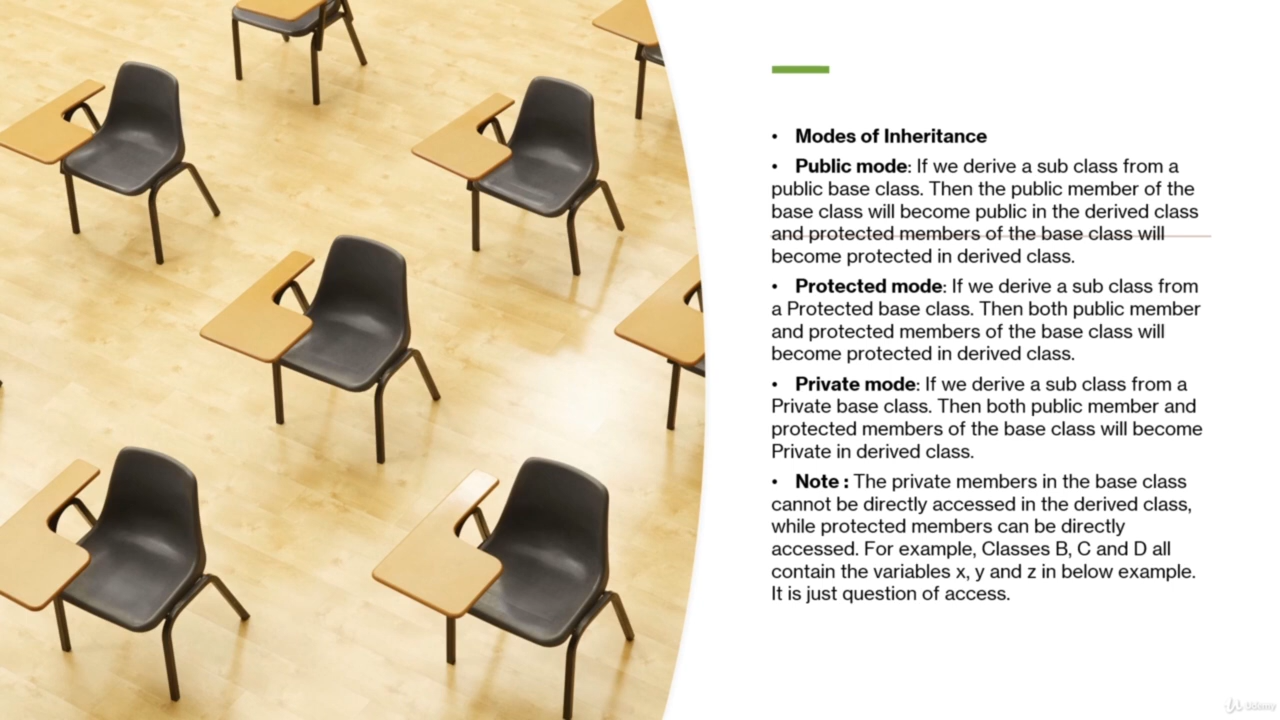 • Modes of Inheritance
• Public mode: If we derive a sub class from a
public base class. Then the public member of the
base class will become public in the derived class
and protected members of the base class will
become protected in derived class.
• Protected mode: If we derive a sub class from
a Protected base class. Then both public member
and protected members of the base class will
become protected in derived class.
• Private mode: If we derive a sub class from a
Private base class. Then both public member and
protected members of the base class will become
Private in derived class.
• Note : The private members in the base class
cannot be directly accessed in the derived class,
while protected members can be directly
accessed. For example, Classes B, C and D all
contain the variables x, y and z in below example.
It is just question of access.
Udemy